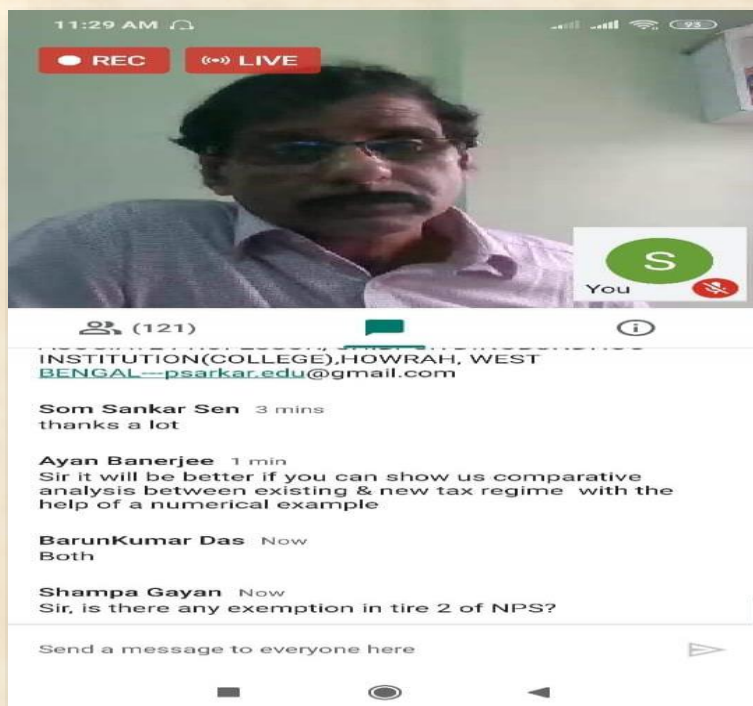 11:29 AM
93
REC
LIVE
S
You
(121)
INSTITUTION(COLLEGE),HOWRAH, WEST
BENGAL---psarkar.edu@gmail.com
Som Sankar Sen 3 mins
thanks a lot
Ayan Banerjee 1 min
Sir it will be better if you can show us comparative
analysis between existing & new tax regime with the
help of a numerical example
BarunKumar Das Now
Both
Shampa Gayan Now
Sir, is there any exemption in tire 2 of NPS?
Send a message to everyone here